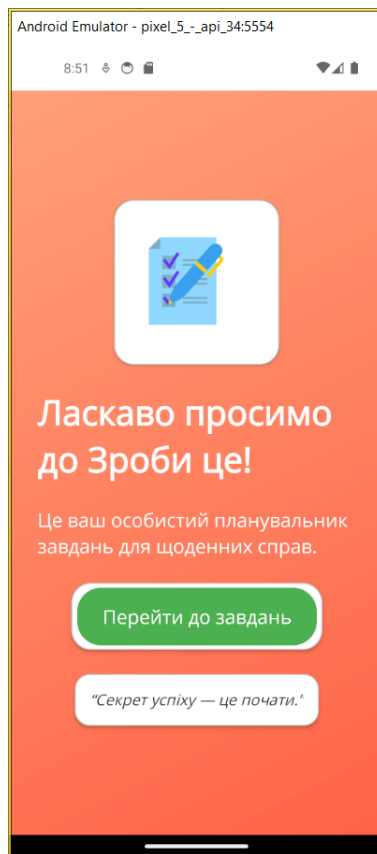 Android Emulator - pixel_5_-_api_34:5554
8:51
Ласкаво просимо
до Зроби це!
Це ваш особистий планувальник
завдань для щоденних справ.
Перейти до завдань
“Секрет успіху — це почати.”